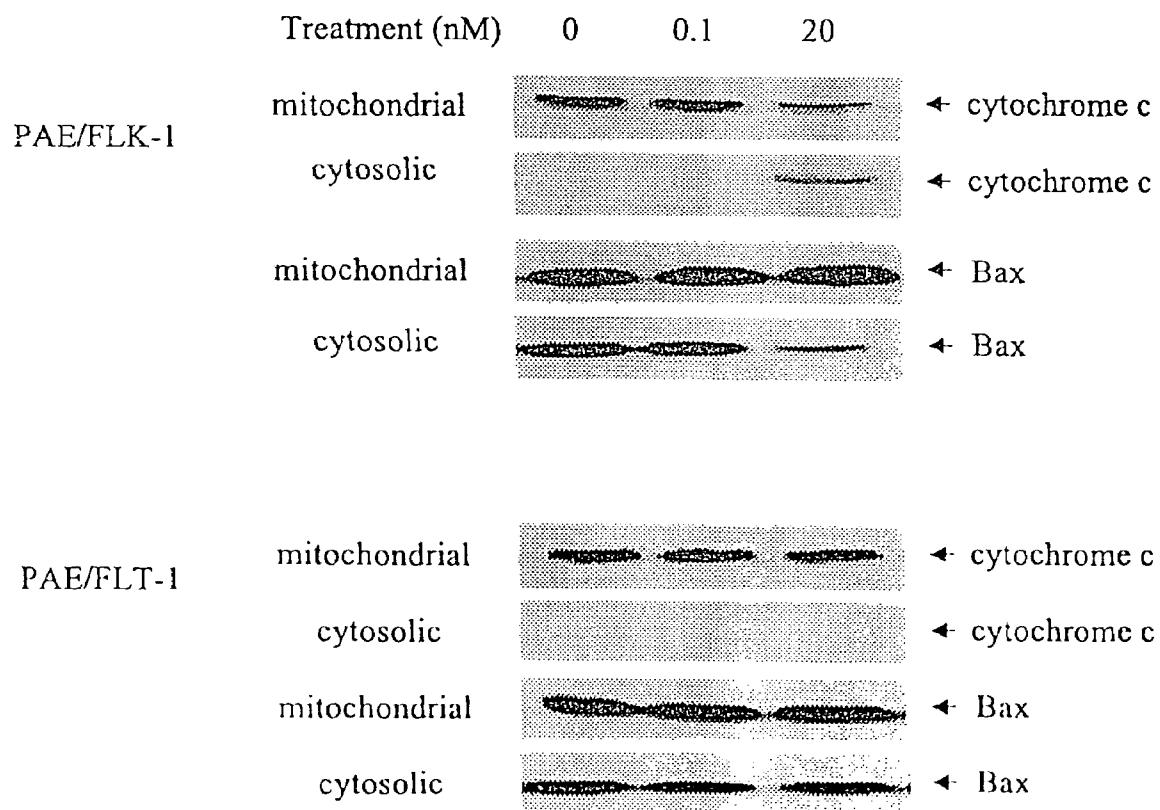 Treatment (nM) 0 0.1 20
mitochondrial cytochrome c
PAE/FLK-1
cytosolic cytochrome c
mitochondrial Bax
cytosolic Bax
mitochondrial cytochrome c
PAE/FLT-1
cytosolic cytochrome c
mitochondrial Bax
cytosolic Bax